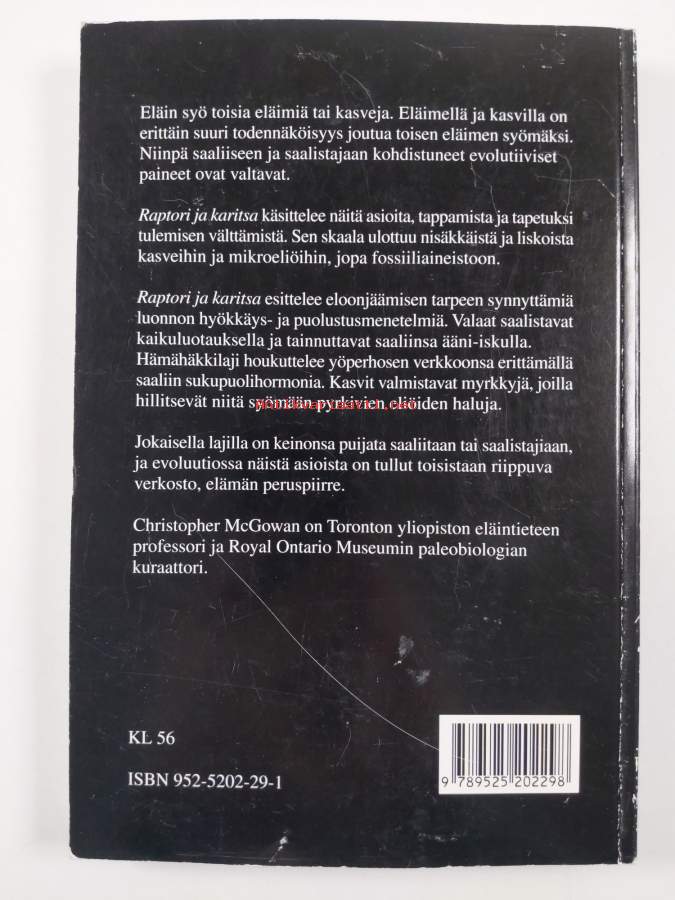 Eläin syö toisia eläimiä tai kasveja. Eläimellä ja kasvilla on
erittäin suuri todennäköisyys joutua toisen eläimen syömäksi.
Niinpä saaliiseen ja saalistajaan kohdistuneet evolutiiviset
paineet ovat valtavat.
Raptori ja karitsa käsittelee näitä asioita, tappamista ja tapetuksi
tulemisen välttämistä. Sen skaala ulottuu nisäkkäistä ja liskoista
kasveihin ja mikroeliöihin, jopa fossiiliaineistoon.
Raptori ja karitsa esittelee eloonjäämisen tarpeen synnyttämiä
luonnon hyökkäys- ja puolustusmenetelmiä. Valaat saalistavat
kaikuluotauksella ja tainnuttavat saaliinsa ääni-iskulla.
Hämähäkkilaji houkuttelee yöperhosen verkkoonsa erittämällä
saaliin sukupuolihormonia. Kasvit valmistavat myrkkyjä, joilla
hillitsevät niitä syömään pyrkivien eliöiden haluja.
Jokaisella lajilla on keinonsa puijata saaliitaan tai saalistajiaan,
ja evoluutiossa näistä asioista on tullut toisistaan riippuva
verkosto, elämän peruspiirre.
Christopher McGowan on Toronton yliopiston eläintieteen
professori ja Royal Ontario Museumin paleobiologian
kuraattori.
KL 56
ISBN 952-5202-29-1
9 789525 202298